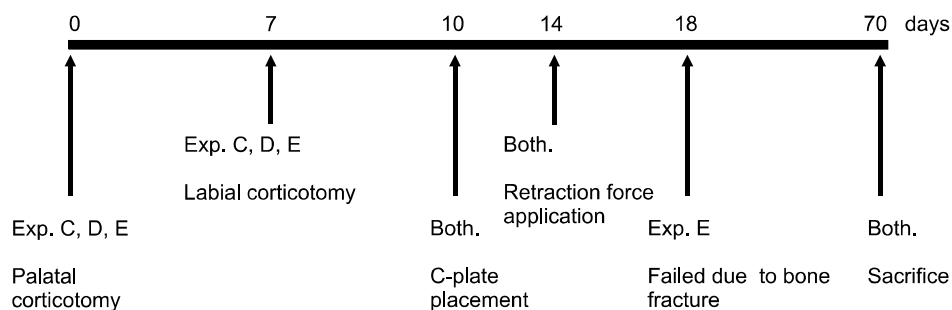 0 7 10 14 18 70 days
Exp. C, D, E
Labial corticotomy
Both.
Retraction force
application
Exp. C, D, E
Palatal
corticotomy
Both.
C-plate
placement
Exp. E
Failed due to bone
fracture
Both.
Sacrifice